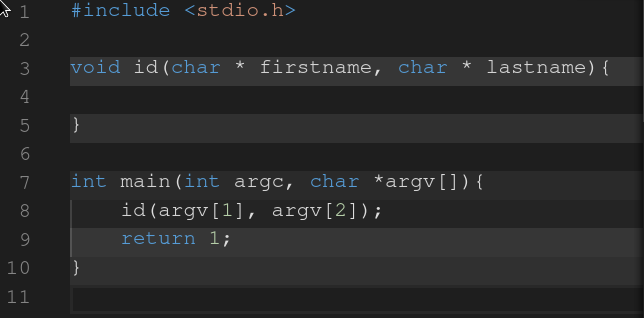 1 #include <stdio.h>
2
3 void id(char * firstname, char * lastname){
4
5 }
6
7 int main(int argc, char *argv[]){
8     id(argv[1], argv[2]);
9     return 1;
10 }
11